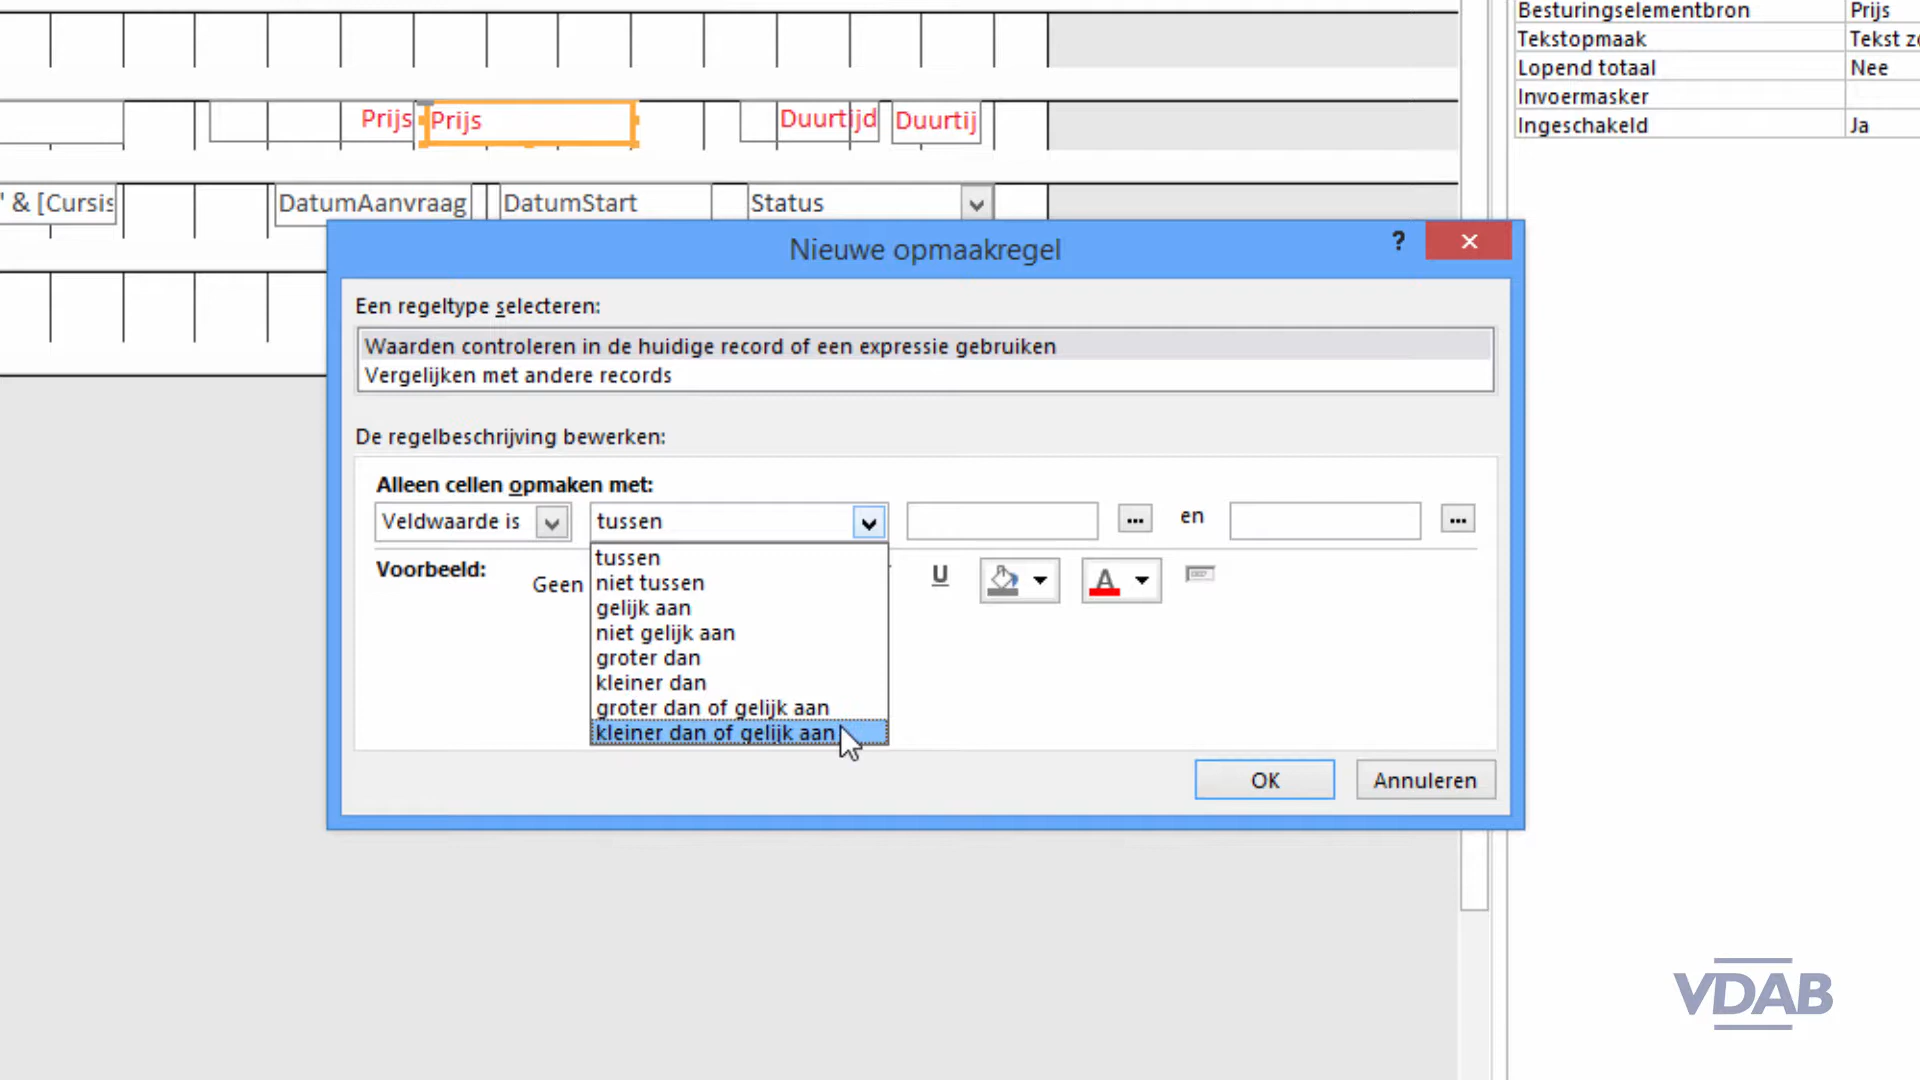 Besturingselementbron Prijs
Tekstopmaak Tekst zo
Lopend totaal Nee
Invoermasker
Ingeschakeld Ja
Prijs Prijs Duurtijd Duurtij
" & [Cursis DatumAanvraag DatumStart Status
Nieuwe opmaakregel ?
Een regeltype selecteren:
Waarden controleren in de huidige record of een expressie gebruiken
Vergelijken met andere records
De regelbeschrijving bewerken:
Alleen cellen opmaken met:
Veldwaarde is tussen ... en ...
Voorbeeld: Geen U A
tussen
niet tussen
gelijk aan
niet gelijk aan
groter dan
kleiner dan
groter dan of gelijk aan
kleiner dan of gelijk aan
OK Annuleren
VDAB